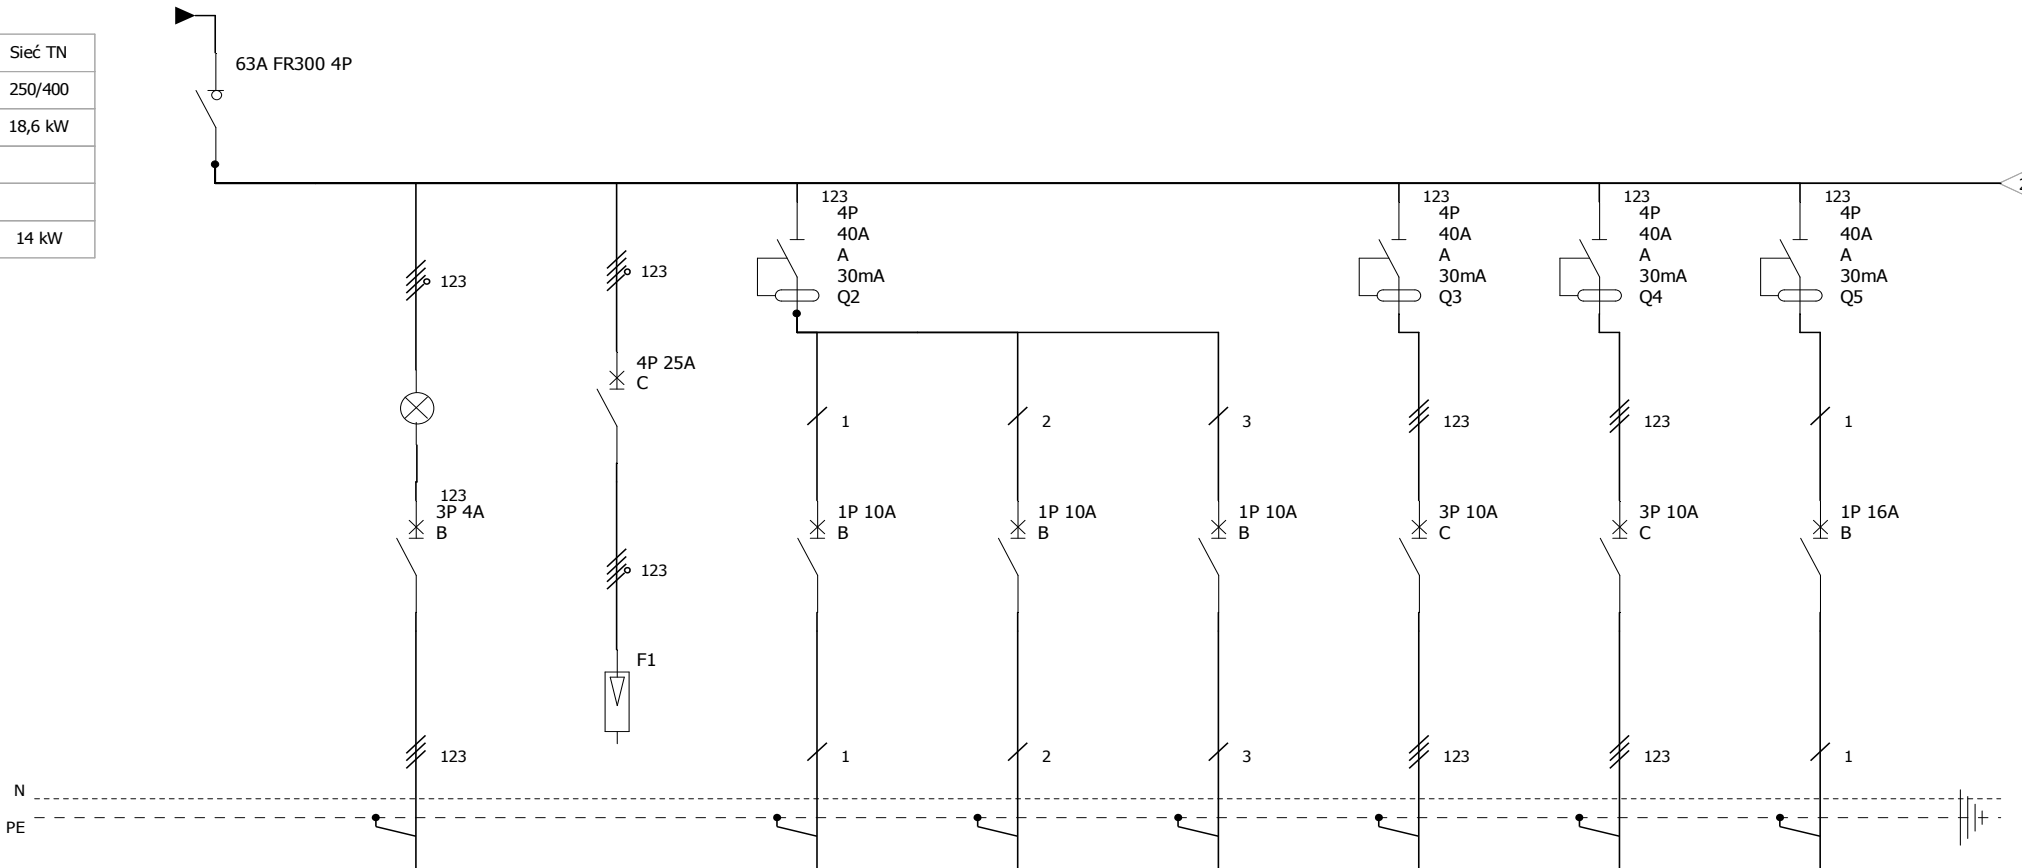 Sieć TN
250/400
18,6 kW
14 kW
63A FR300 4P
123
123
123
123
4P
4P
4P
4P
40A
40A
40A
40A
A
A
A
A
30mA
30mA
30mA
30mA
Q2
Q3
Q4
Q5
123
123
4P 25A
C
1
2
3
123
123
1
123
3P 4A
B
1P 10A
B
1P 10A
B
1P 10A
B
3P 10A
C
3P 10A
C
1P 16A
B
123
F1
123
1
2
3
123
123
1
N
PE